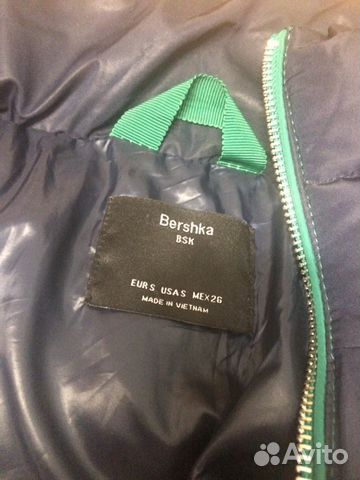 Bershka
BSK
EUR S USA S MEX 26
MADE IN VIETNAM
Avito